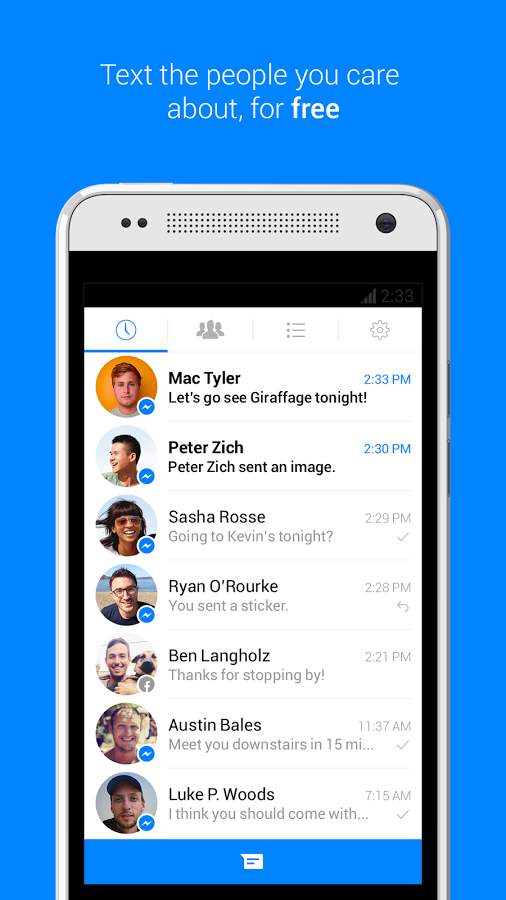 Text the people you care
about, for free
2:33
Mac Tyler
2:33 PM
Let's go see Giraffage tonight!
Peter Zich
2:30 PM
Peter Zich sent an image.
Sasha Rosse
2:29 PM
Going to Kevin's tonight?
Ryan O'Rourke
2:28 PM
You sent a sticker.
Ben Langholz
2:21 PM
Thanks for stopping by!
Austin Bales
11:37 AM
Meet you downstairs in 15 mi...
Luke P. Woods
7:15 AM
I think you should come with...